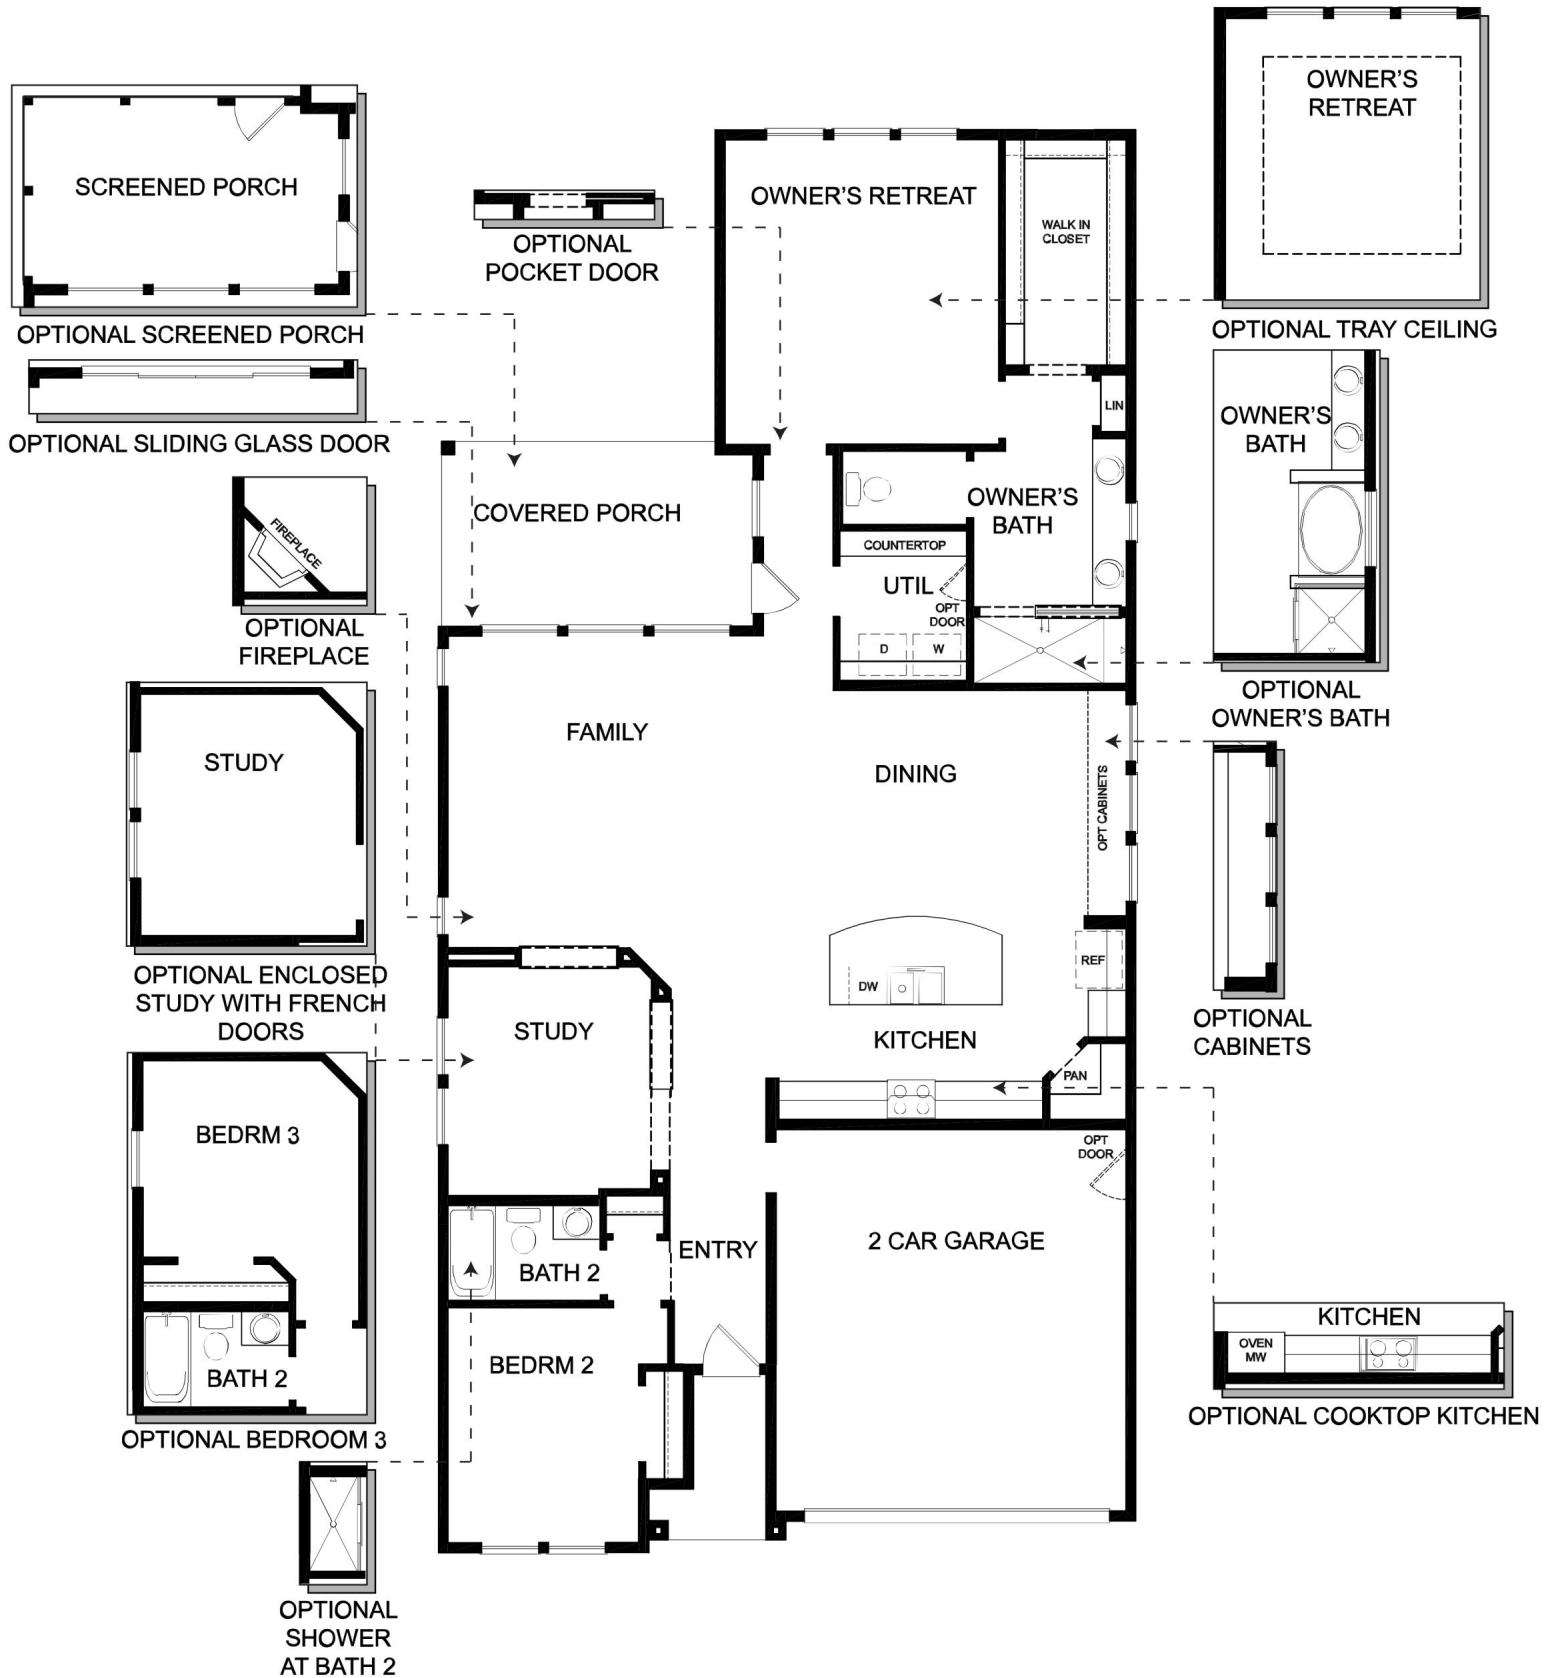 OWNER'S
RETREAT
OPTIONAL TRAY CEILING
SCREENED PORCH
OPTIONAL SCREENED PORCH
OPTIONAL
POCKET DOOR
OWNER'S RETREAT
WALK IN
CLOSET
LIN
OPTIONAL SLIDING GLASS DOOR
OWNER'S
BATH
OPTIONAL
OWNER'S BATH
COVERED PORCH
OWNER'S
BATH
COUNTERTOP
UTIL
OPT
DOOR
D
W
FIREPLACE
OPTIONAL
FIREPLACE
STUDY
OPTIONAL ENCLOSED
STUDY WITH FRENCH
DOORS
FAMILY
DINING
OPT CABINETS
OPTIONAL
CABINETS
REF
DW
KITCHEN
PAN
STUDY
BEDRM 3
BATH 2
OPTIONAL BEDROOM 3
OPT
DOOR
2 CAR GARAGE
ENTRY
BATH 2
BEDRM 2
KITCHEN
OVEN
MW
OPTIONAL COOKTOP KITCHEN
OPTIONAL
SHOWER
AT BATH 2